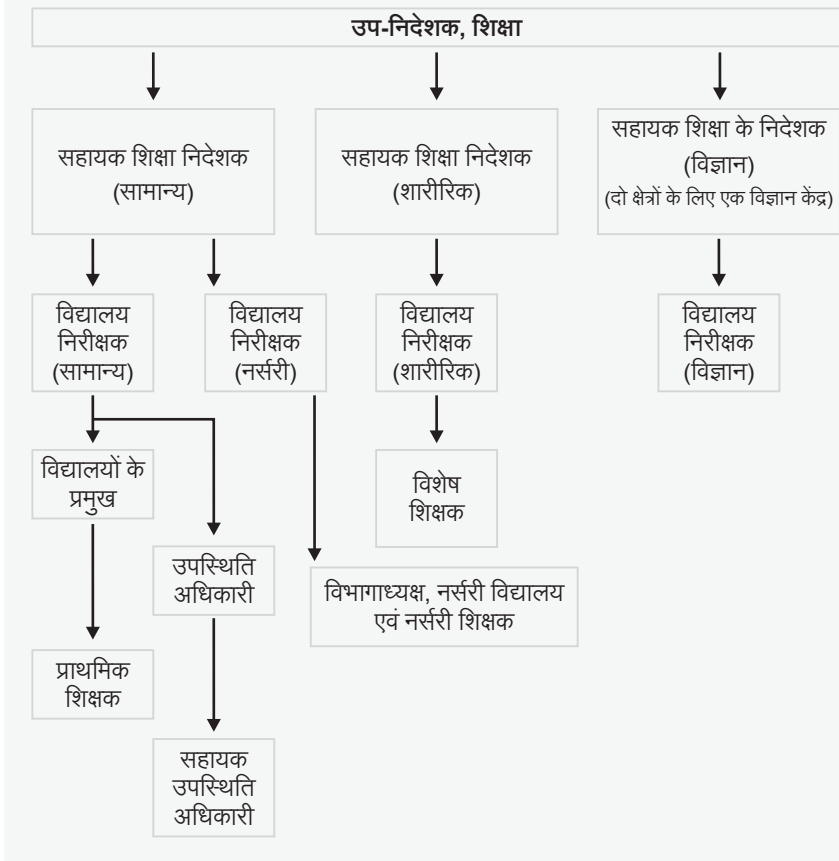 उप-निदेशक, शिक्षा
सहायक शिक्षा निदेशक
(सामान्य)
सहायक शिक्षा निदेशक
(शारीरिक)
सहायक शिक्षा के निदेशक
(विज्ञान)
(दो क्षेत्रों के लिए एक विज्ञान केंद्र)
विद्यालय
निरीक्षक
(सामान्य)
विद्यालय
निरीक्षक
(नर्सरी)
विद्यालय
निरीक्षक
(शारीरिक)
विद्यालय
निरीक्षक
(विज्ञान)
विद्यालयों के
प्रमुख
विशेष
शिक्षक
उपस्थिति
अधिकारी
विभागाध्यक्ष, नर्सरी विद्यालय
एवं नर्सरी शिक्षक
प्राथमिक
शिक्षक
सहायक
उपस्थिति
अधिकारी